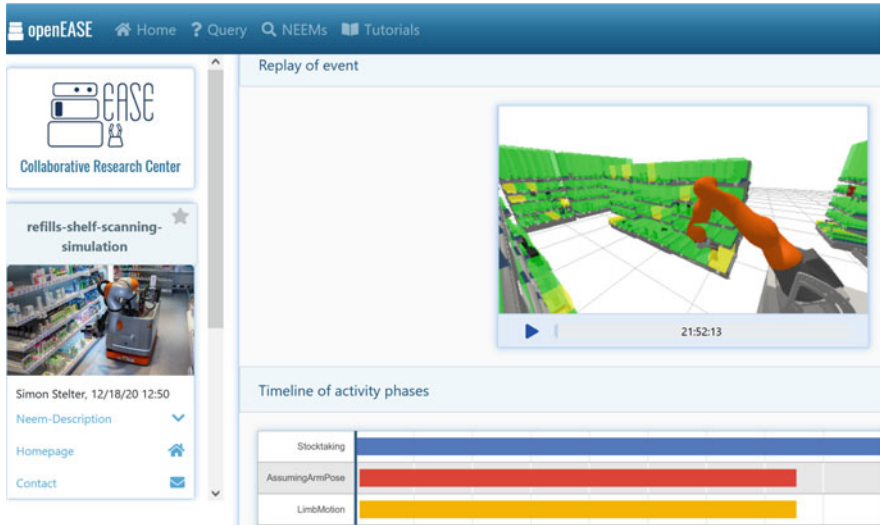 openEASE Home ? Query NEEMs Tutorials
Replay of event
EASE
Collaborative Research Center
refills-shelf-scanning-
simulation
21:52:13
Simon Stelter, 12/18/20 12:50
Neem-Description
Homepage
Contact
Timeline of activity phases
Stocktaking
AssumingArmPose
LimbMotion